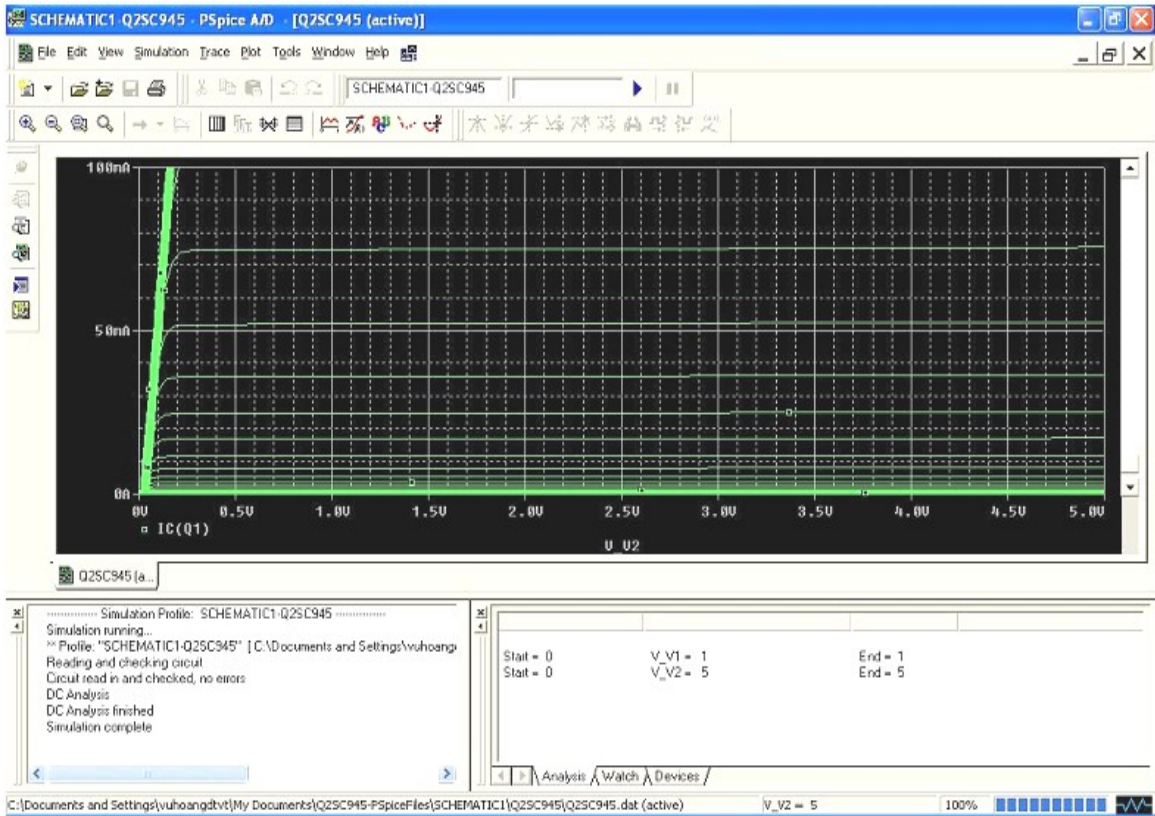 SCHEMATIC1-Q2SC945 - PSpice A/D - [Q2SC945 (active)]
File Edit View Simulation Trace Plot Tools Window Help
SCHEMATIC1-Q2SC945
100mA
50mA
0A
0V 0.5V 1.0V 1.5V 2.0V 2.5V 3.0V 3.5V 4.0V 4.5V 5.0V
IC(Q1)
V_V2
Q2SC945 (a...
Simulation Profile: SCHEMATIC1-Q2SC945
Simulation running...
** Profile: "SCHEMATIC1-Q2SC945" [ C:\Documents and Settings\vuhoang
Reading and checking circuit
Circuit read in and checked, no errors
DC Analysis
DC Analysis finished
Simulation complete
Start = 0 V_V1 = 1 End = 1
Start = 0 V_V2 = 5 End = 5
Analysis Watch Devices
C:\Documents and Settings\vuhoangdtvt\My Documents\Q2SC945-PSpiceFiles\SCHEMATIC1\Q2SC945\Q2SC945.dat (active) V_V2 = 5 100%